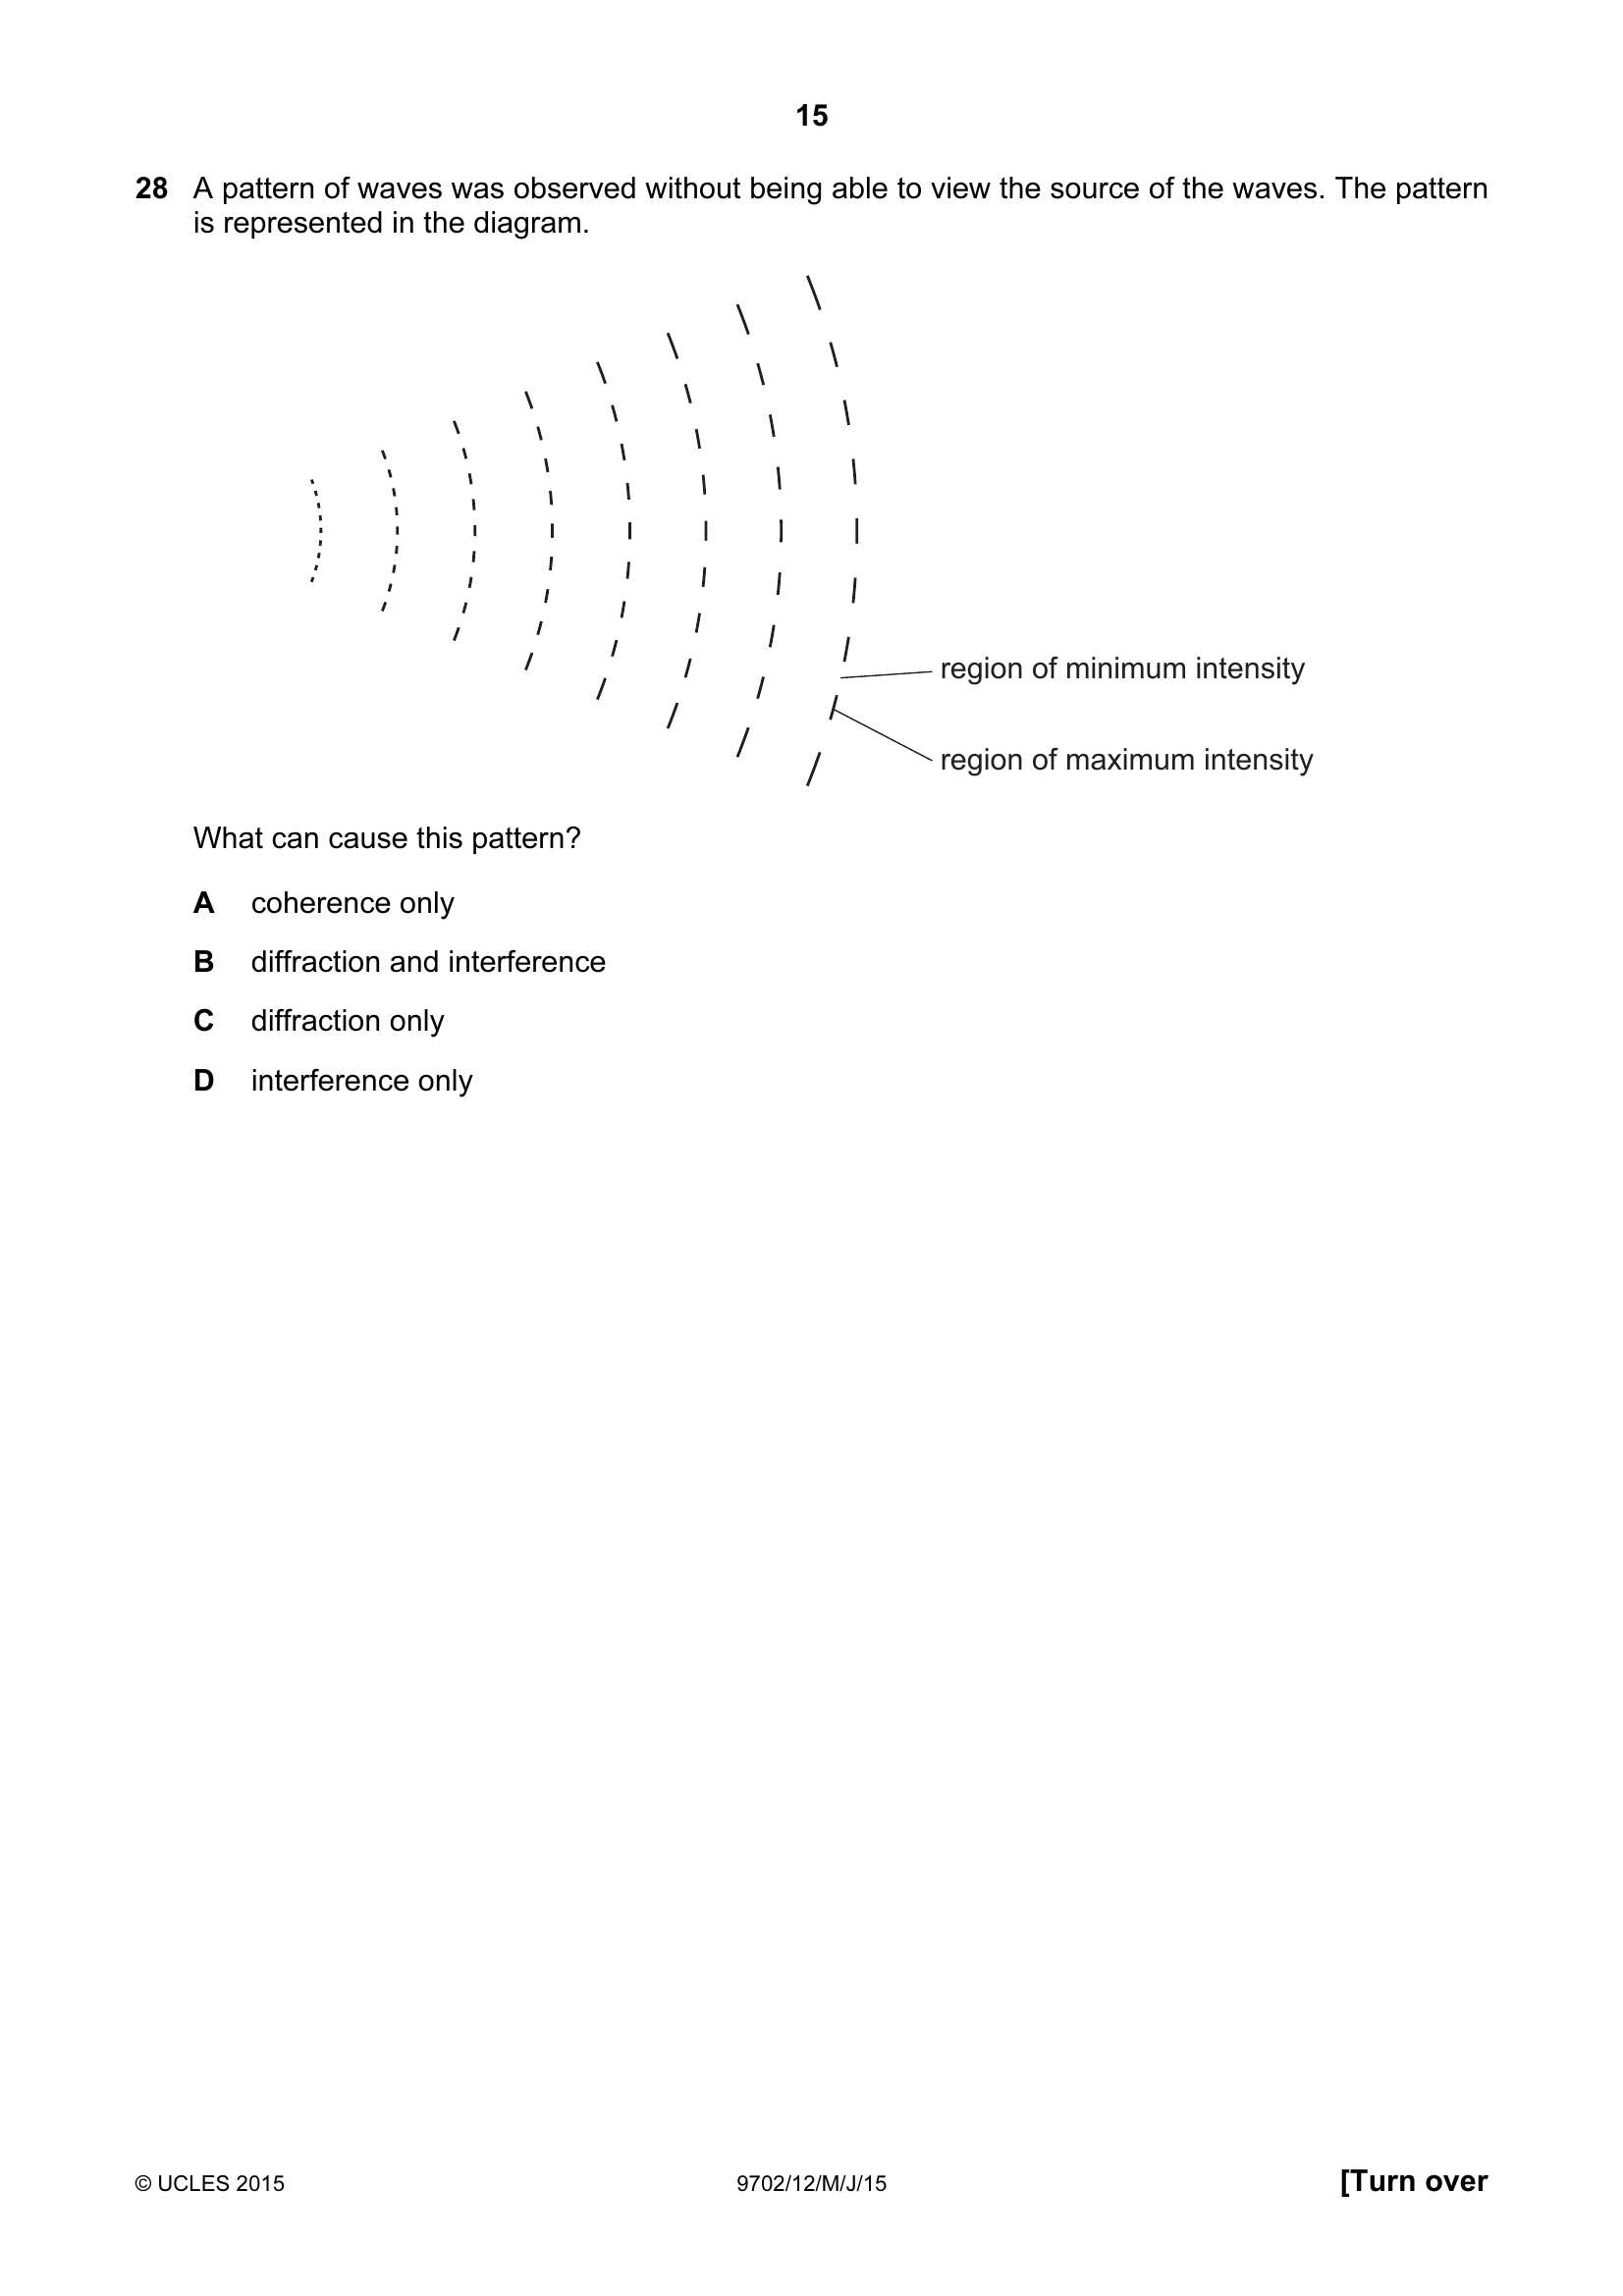 15
28 A pattern of waves was observed without being able to view the source of the waves. The pattern
is represented in the diagram.
region of minimum intensity
region of maximum intensity
What can cause this pattern?
A coherence only
B diffraction and interference
C diffraction only
D interference only
© UCLES 2015 9702/12/M/J/15 [Turn over